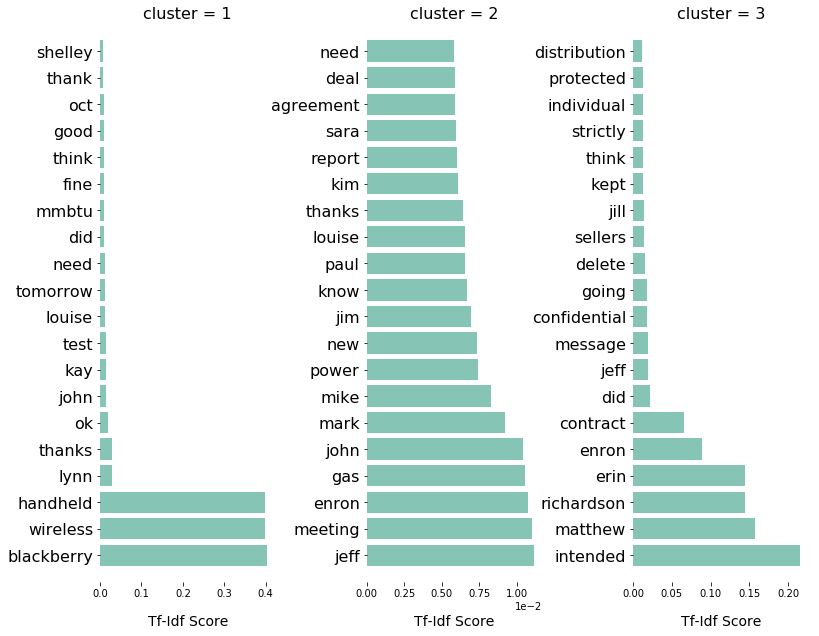 cluster = 1
shelley
thank
oct
good
think
fine
mmbtu
did
need
tomorrow
louise
test
kay
john
ok
thanks
lynn
handheld
wireless
blackberry
0.0 0.1 0.2 0.3 0.4
Tf-Idf Score
cluster = 2
need
deal
agreement
sara
report
kim
thanks
louise
paul
know
jim
new
power
mike
mark
john
gas
enron
meeting
jeff
0.00 0.25 0.50 0.75 1.00
1e-2
Tf-Idf Score
cluster = 3
distribution
protected
individual
strictly
think
kept
jill
sellers
delete
going
confidential
message
jeff
did
contract
enron
erin
richardson
matthew
intended
0.00 0.05 0.10 0.15 0.20
Tf-Idf Score